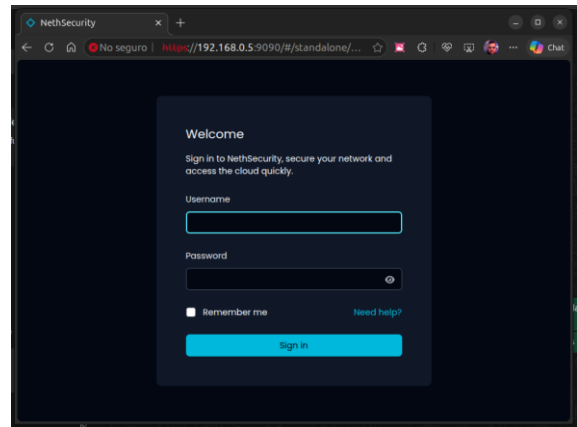 NethSecurity
No seguro
https://192.168.0.5:9090/#/standalone/...
Chat
Welcome
Sign in to NethSecurity, secure your network and
access the cloud quickly.
Username
Password
Remember me
Need help?
Sign in